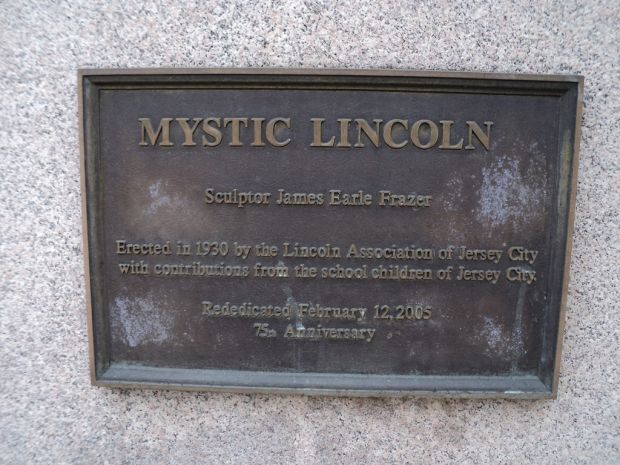 MYSTIC LINCOLN
Sculptor James Earle Frazer
Erected in 1930 by the Lincoln Association of Jersey City
with contributions from the school children of Jersey City.
Rededicated February 12, 2005
75th Anniversary